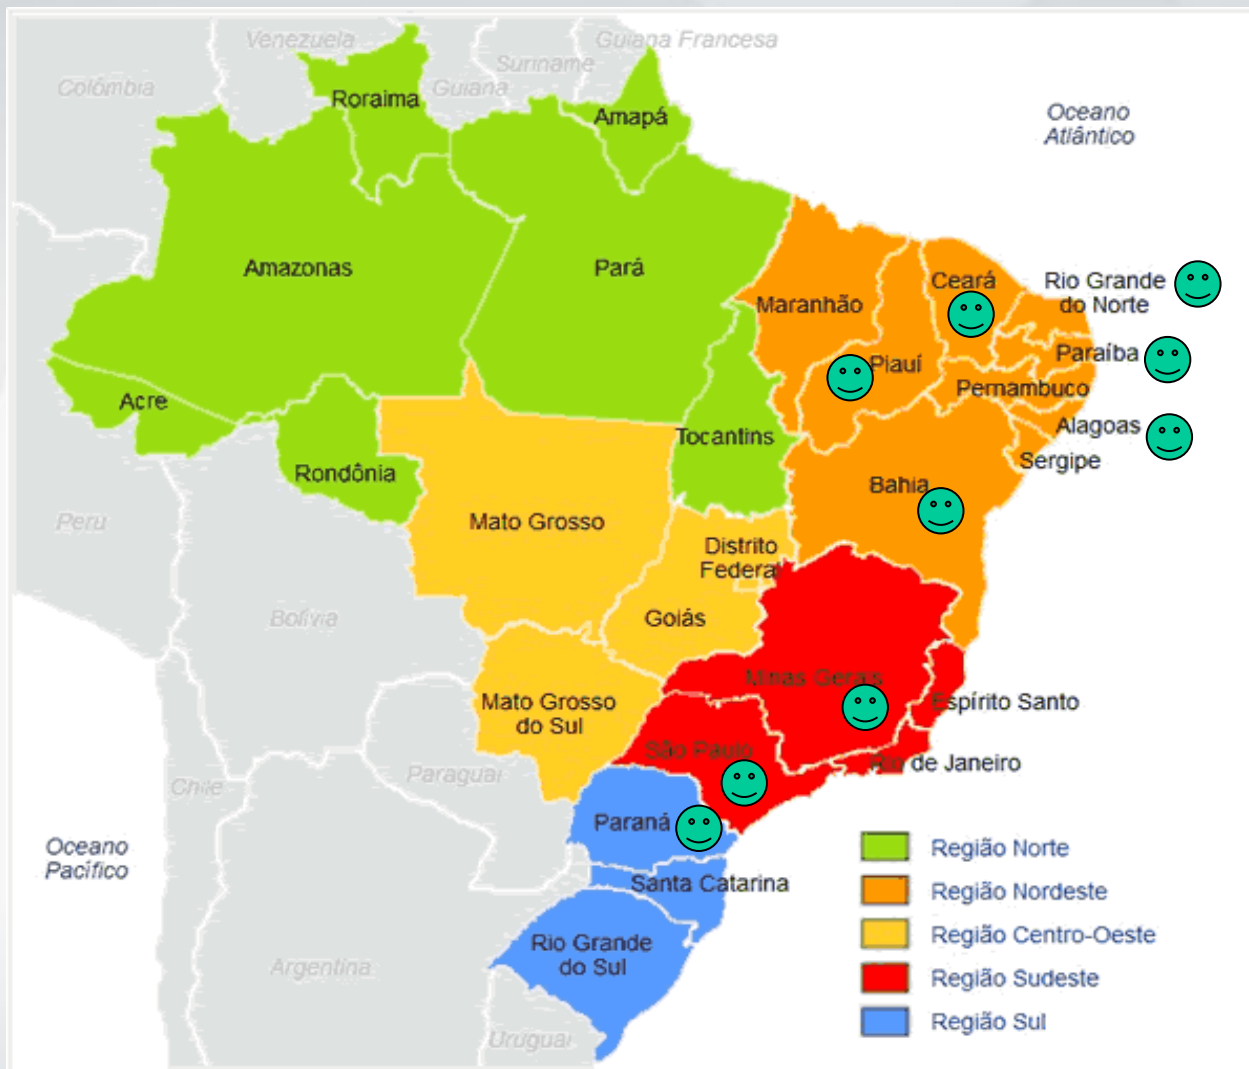 Venezuela
Guiana Francesa
Suriname
Colômbia
Guiana
Roraima
Amapá
Oceano
Atlântico
Amazonas
Pará
Ceará
Rio Grande
do Norte
Maranhão
Paraíba
Piauí
Pernambuco
Acre
Alagoas
Tocantins
Sergipe
Rondônia
Bahia
Peru
Mato Grosso
Distrito
Federal
Bolívia
Goiás
Minas Gerais
Mato Grosso
do Sul
Espírito Santo
São Paulo
Rio de Janeiro
Paraguai
Chile
Paraná
Oceano
Pacífico
Região Norte
Santa Catarina
Região Nordeste
Rio Grande
do Sul
Região Centro-Oeste
Argentina
Região Sudeste
Região Sul
Uruguai